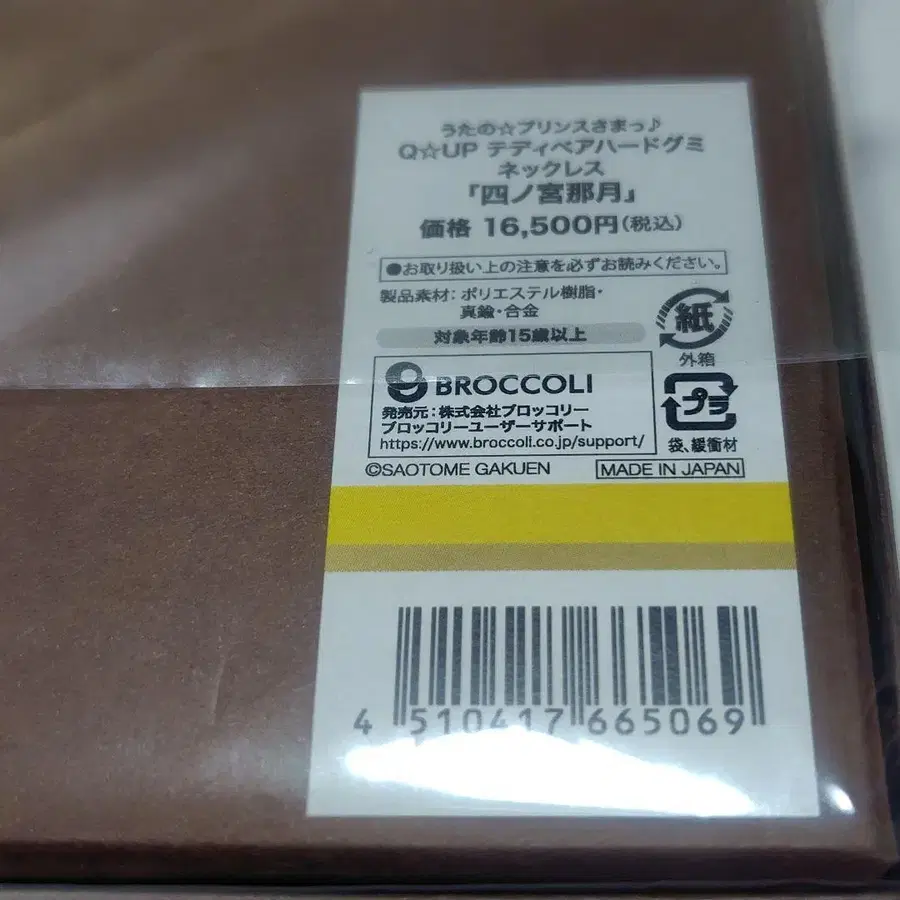 うたの☆プリンスさまっ♪
Q☆UP テディベアハードグミ
ネックレス
「四ノ宮那月」
価格 16,500円(税込)
●お取り扱い上の注意を必ずお読みください。
製品素材：ポリエステル樹脂・
真鍮・合金
対象年齢15歳以上
紙
外箱
BROCCOLI
発売元：株式会社ブロッコリー
ブロッコリーユーザーサポート
https://www.broccoli.co.jp/support/
プラ
袋、緩衝材
©SAOTOME GAKUEN
MADE IN JAPAN
4 510417 665069